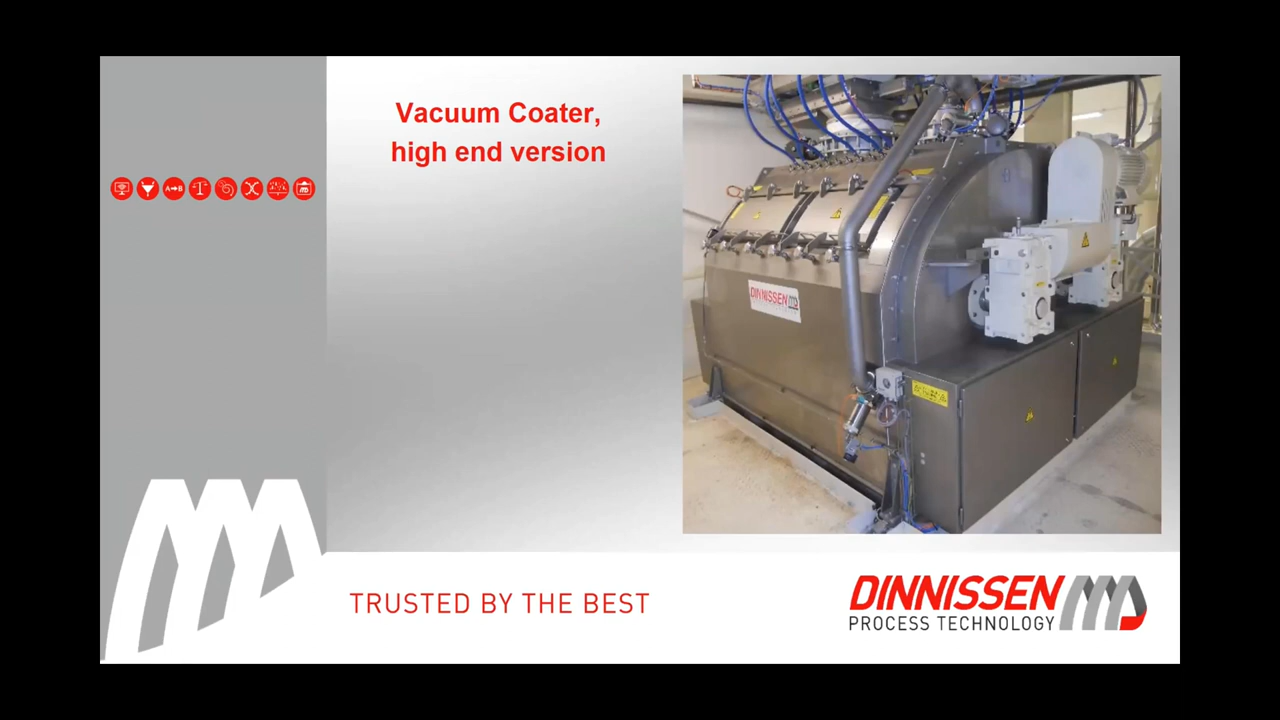 Vacuum Coater,
high end version
A➜B
DINNISSEN
TRUSTED BY THE BEST
DINNISSEN
PROCESS TECHNOLOGY